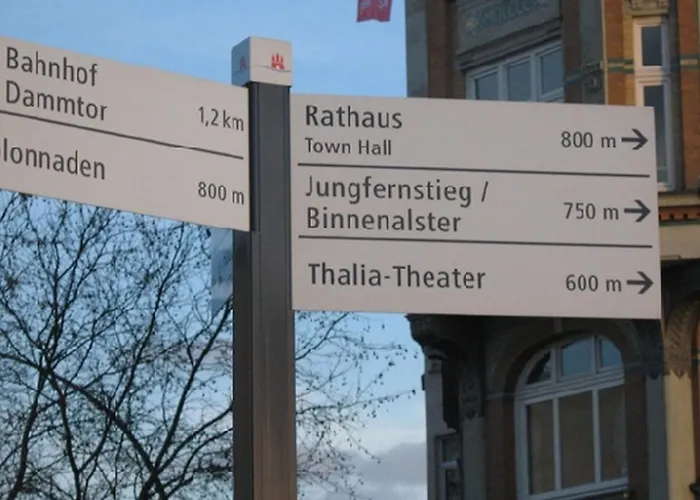 Bahnhof
Dammtor 1,2 km
lonnaden
800 m
Rathaus
Town Hall 800 m
Jungfernstieg /
Binnenalster 750 m
Thalia-Theater 600 m